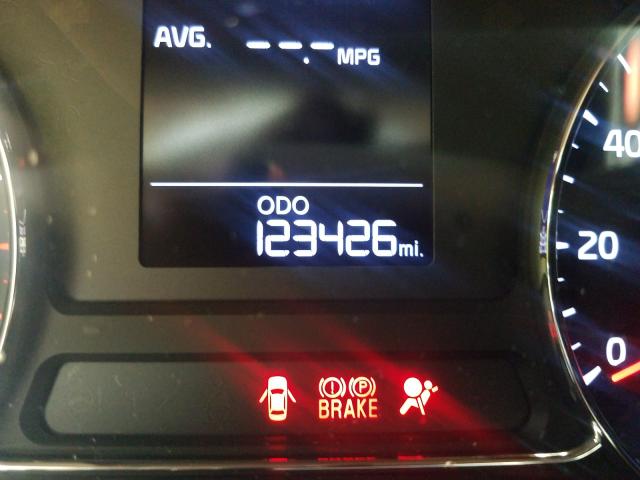 AVG. --.- MPG
ODO
123426 mi.
40
20
0
(!) (P)
BRAKE